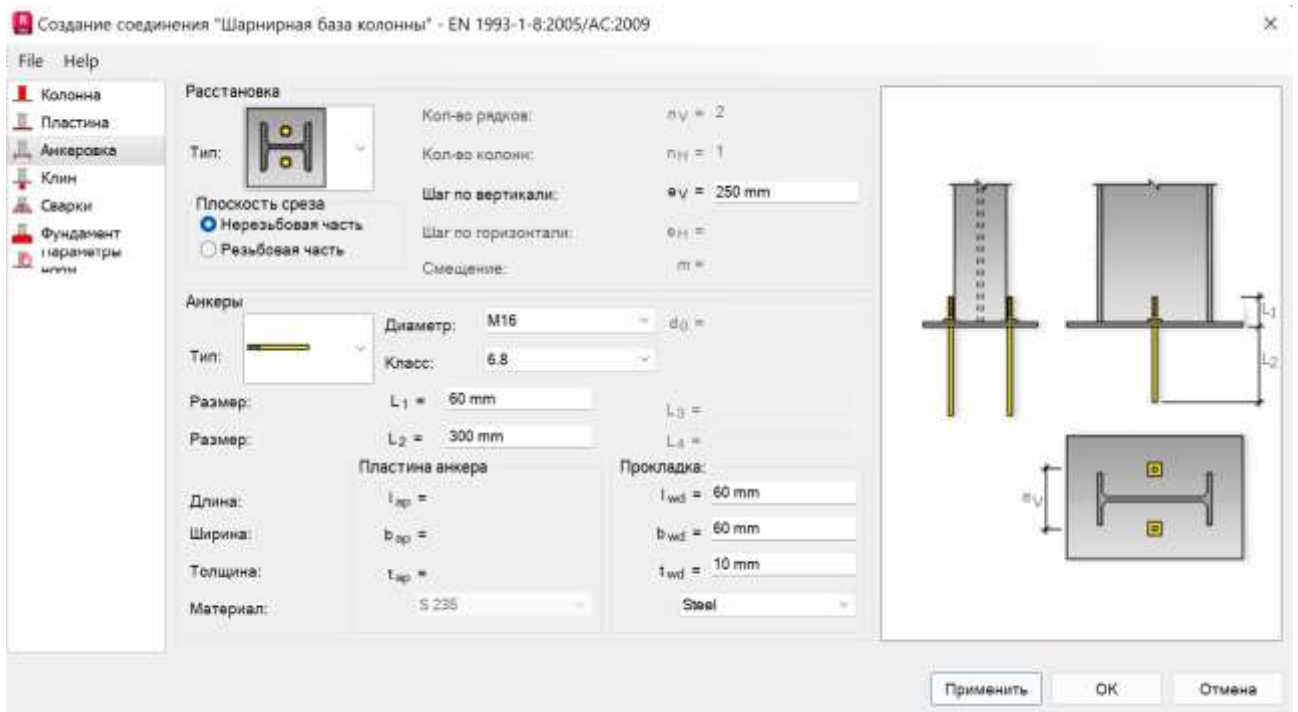 Создание соединения "Шарнирная база колонны" - EN 1993-1-8:2005/AC:2009
File Help
Колонна
Пластина
Анкеровка
Клин
Сварки
Фундамент
Параметры
норм
Расстановка
Тип:
Плоскость среза
Нерезьбовая часть
Резьбовая часть
Кол-во рядков: nV = 2
Кол-во колонн: nH = 1
Шаг по вертикали: eV = 250 mm
Шаг по горизонтали: eH =
Смещение: m =
Анкеры
Тип:
Диаметр: M16 d0 =
Класс: 6.8
Размер: L1 = 60 mm L3 =
Размер: L2 = 300 mm L4 =
Пластина анкера Прокладка:
Длина: lap = lwd = 60 mm
Ширина: bap = bwd = 60 mm
Толщина: tap = twd = 10 mm
Материал: S 235 Steel
L1
L2
eV
Применить OK Отмена